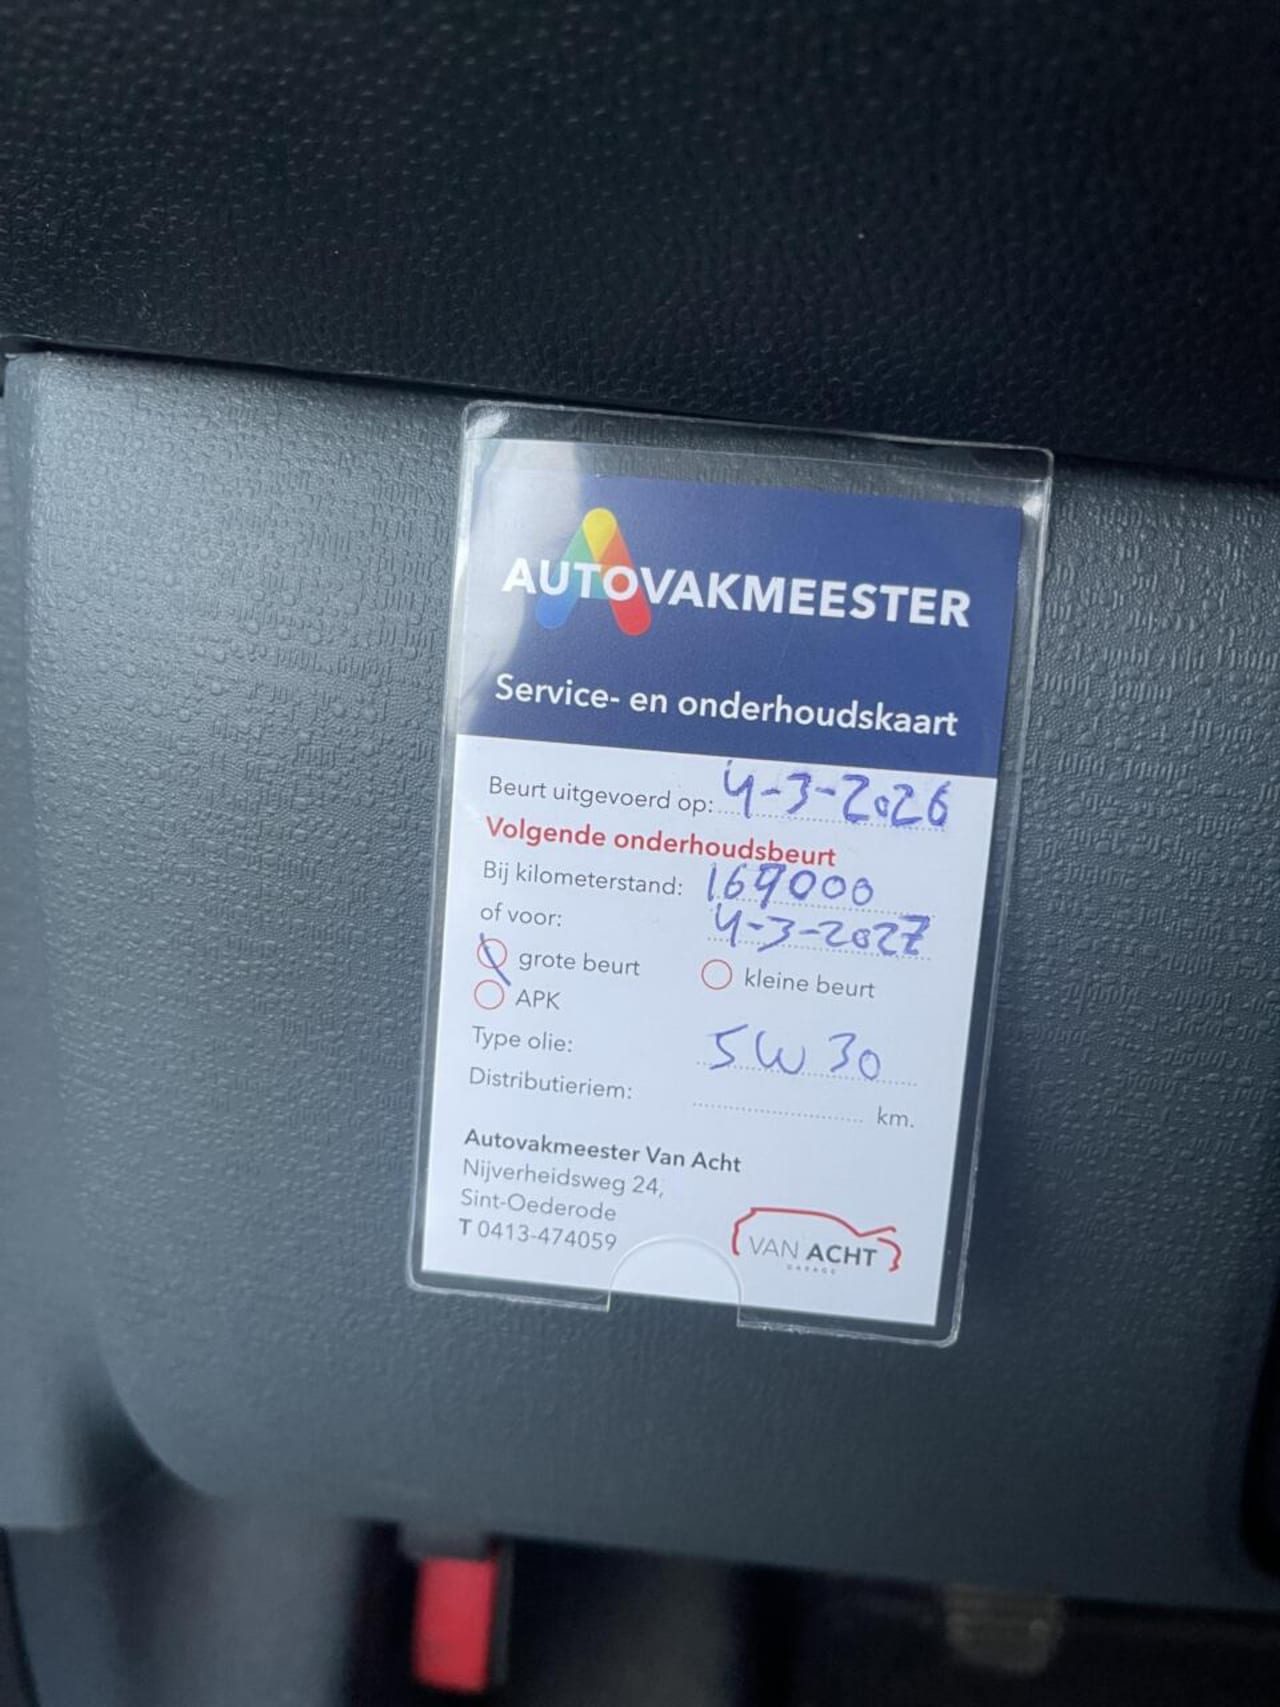 AUTOVAKMEESTER
Service- en onderhoudskaart
Beurt uitgevoerd op: 4-3-2026
Volgende onderhoudsbeurt
Bij kilometerstand: 169000
of voor: 4-3-2027
grote beurt kleine beurt
APK
Type olie: 5W30
Distributieriem: km.
Autovakmeester Van Acht
Nijverheidsweg 24,
Sint-Oederode
T 0413-474059
VAN ACHT
GARAGE